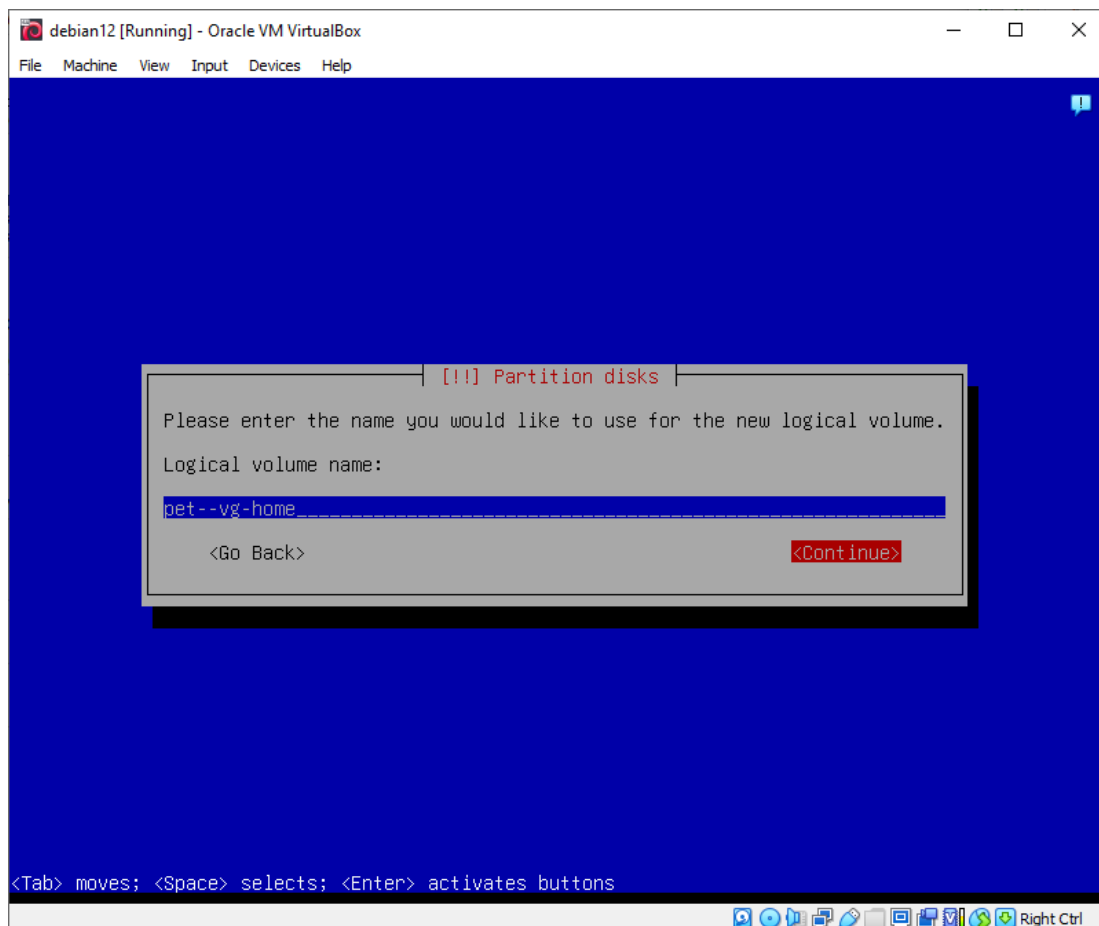 debian12 [Running] - Oracle VM VirtualBox
File Machine View Input Devices Help
[!!] Partition disks
Please enter the name you would like to use for the new logical volume.
Logical volume name:
pet--vg-home
<Go Back> <Continue>
<Tab> moves; <Space> selects; <Enter> activates buttons
Right Ctrl